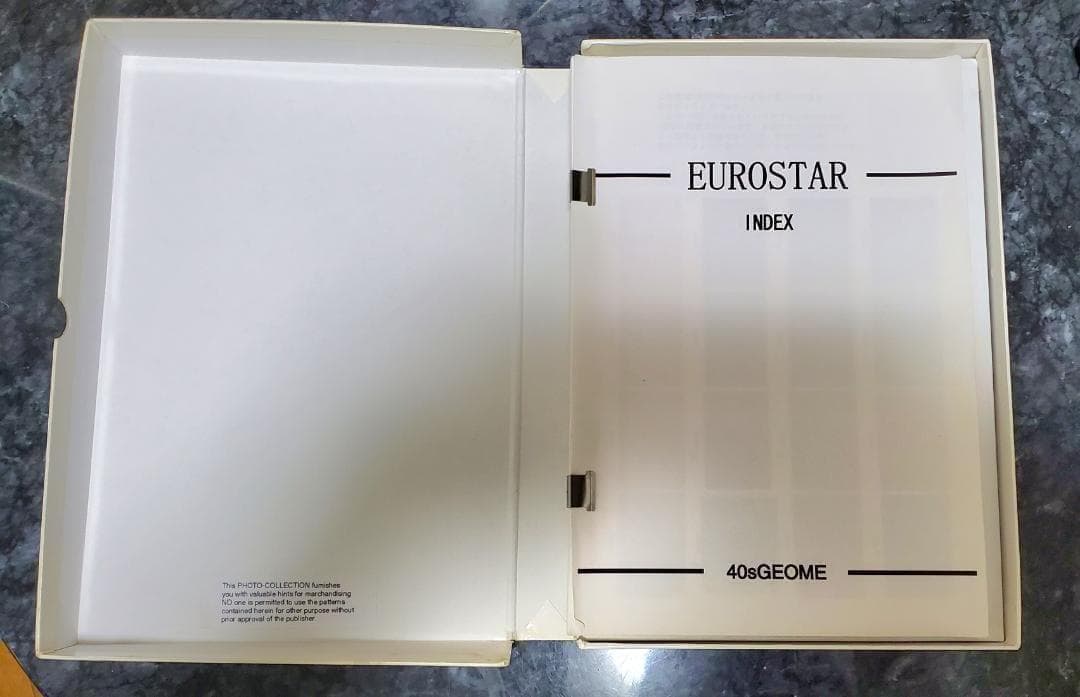 This PHOTO-COLLECTION furnishes
you with valuable hints for marchandising
NO one is permitted to use the patterns
contained herein for other purpose without
prior approval of the publisher
EUROSTAR
INDEX
40sGEOME